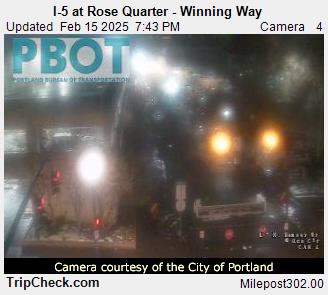 I-5 at Rose Quarter - Winning Way
Updated Feb 15 2025 7:43 PM Camera 4
PBOT
PORTLAND BUREAU OF TRANSPORTATION
Camera courtesy of the City of Portland
TripCheck.com Milepost302.00